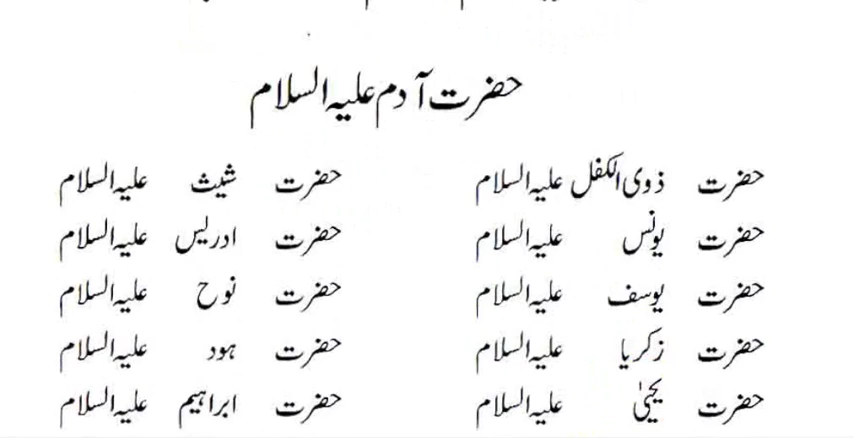 حضرت آدم علیہ السلام
حضرت ذوی الکفل علیہ السلام حضرت شیث علیہ السلام
حضرت یونس علیہ السلام حضرت ادریس علیہ السلام
حضرت یوسف علیہ السلام حضرت نوح علیہ السلام
حضرت زکریا علیہ السلام حضرت ہود علیہ السلام
حضرت یحییٰ علیہ السلام حضرت ابراہیم علیہ السلام